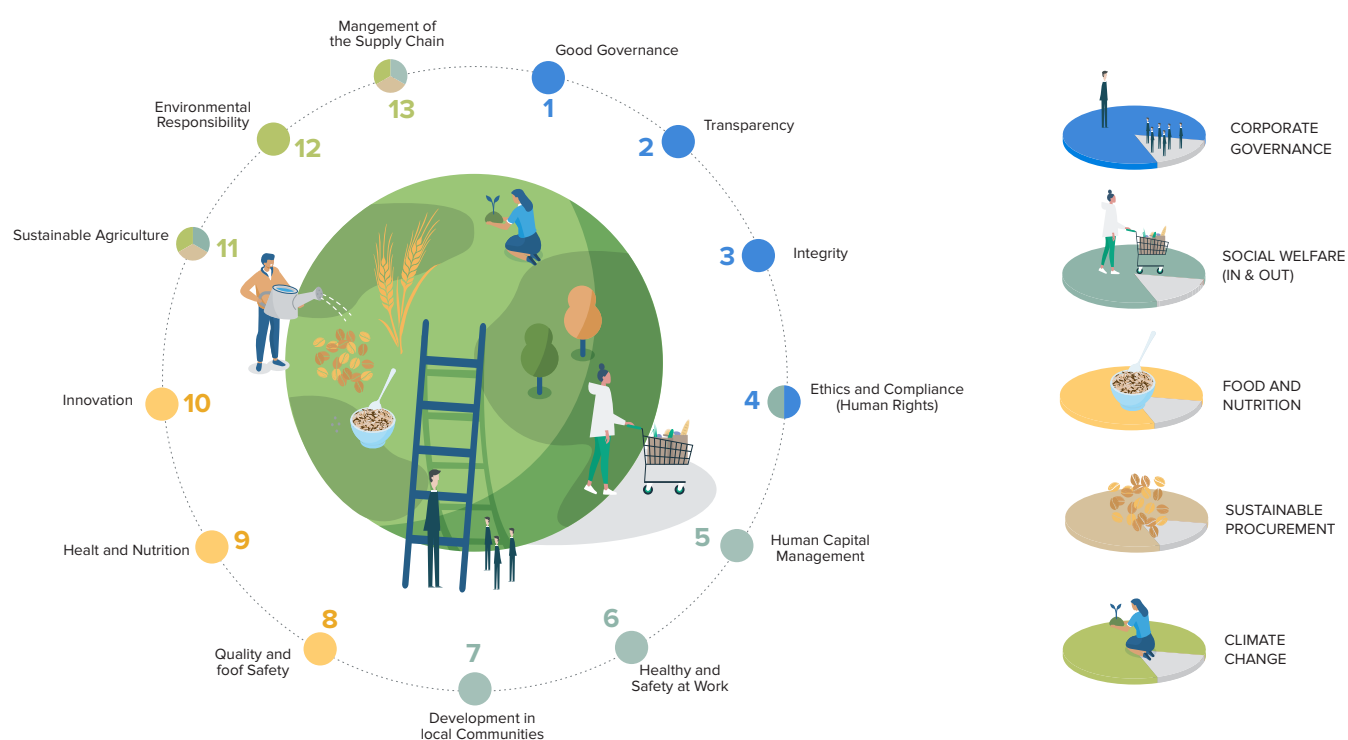 Mangement of
the Supply Chain
13
Good Governance
1
Transparency
2
Integrity
3
Ethics and Compliance
(Human Rights)
4
Human Capital
Management
5
Healthy and
Safety at Work
6
Development in
local Communities
7
Quality and
foof Safety
8
Healt and Nutrition
9
Innovation
10
Sustainable Agriculture
11
Environmental
Responsibility
12
CORPORATE
GOVERNANCE
SOCIAL WELFARE
(IN & OUT)
FOOD AND
NUTRITION
SUSTAINABLE
PROCUREMENT
CLIMATE
CHANGE